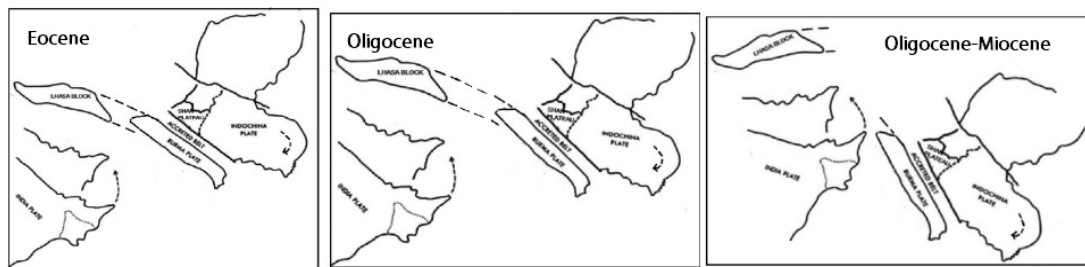 Eocene
LHASA BLOCK
SHAN
PLATEAU
INDOCHINA
PLATE
ACCRETED BELT
BURMA PLATE
INDIA PLATE
Oligocene
LHASA BLOCK
SHAN
PLATEAU
INDOCHINA
PLATE
ACCRETED BELT
BURMA PLATE
INDIA PLATE
Oligocene-Miocene
LHASA BLOCK
SHAN
PLATEAU
INDOCHINA
PLATE
ACCRETED BELT
BURMA PLATE
INDIA PLATE